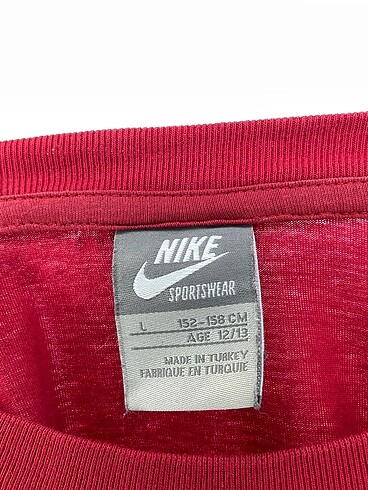 NIKE
SPORTSWEAR
L 152-158 CM
AGE 12/13
MADE IN TURKEY
FABRIQUE EN TURQUIE